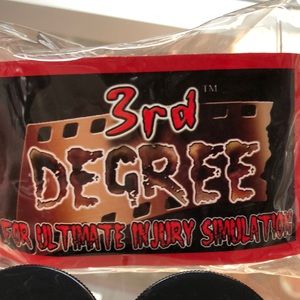 3rd™
DEGREE
FOR ULTIMATE INJURY SIMULATION